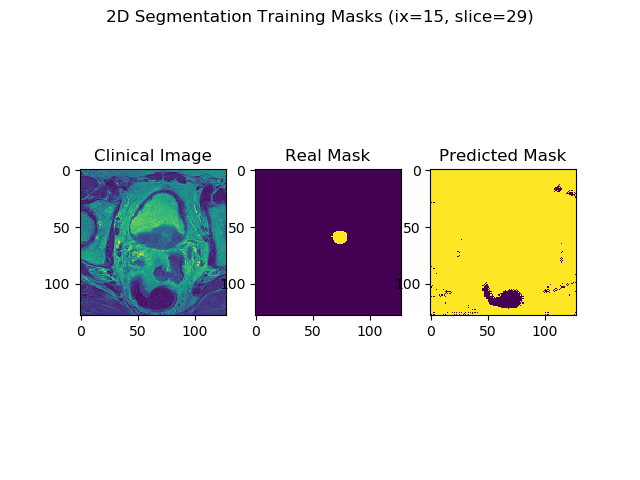 2D Segmentation Training Masks (ix=15, slice=29)
Clinical Image Real Mask Predicted Mask
0 0 0
50 50 50
100 100 100
0 50 100 0 50 100 0 50 100